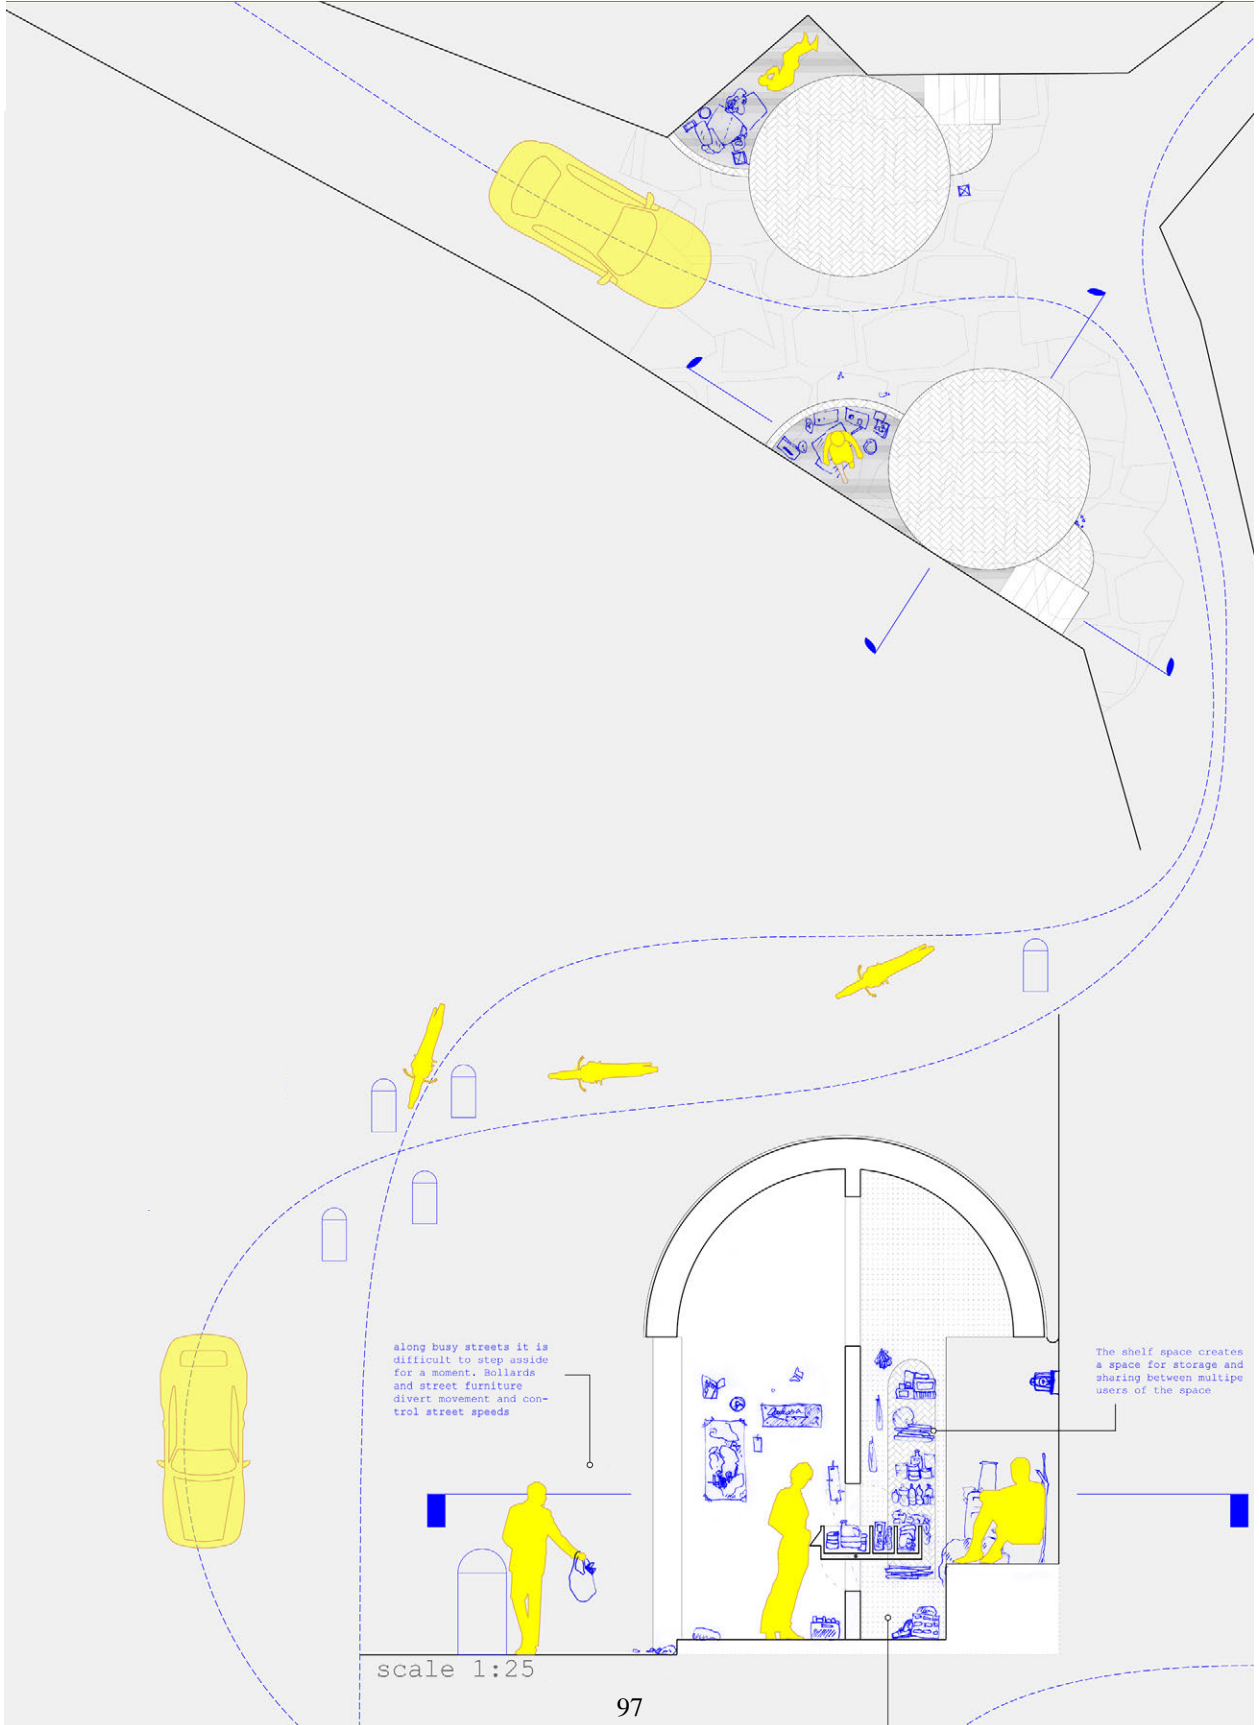 along busy streets it is
difficult to step asside
for a moment. Bollards
and street furniture
divert movement and con-
trol street speeds
The shelf space creates
a space for storage and
sharing between multipe
users of the space
scale 1:25
97